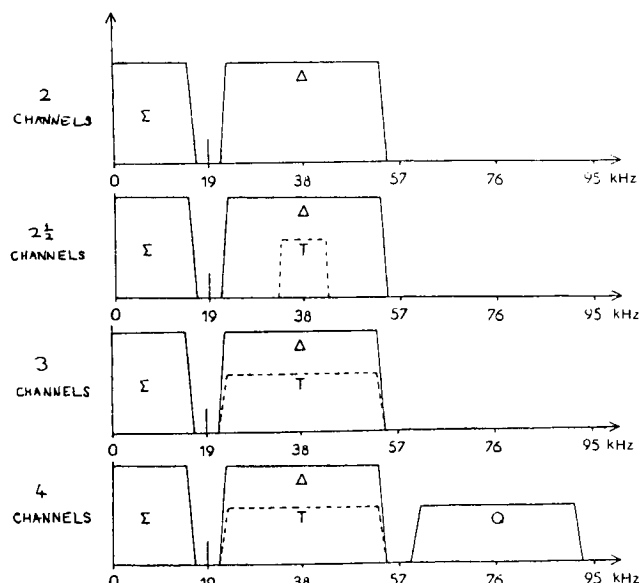 2
CHANNELS
Σ Δ
0 19 38 57 76 95 kHz
2½
CHANNELS
Σ Δ
T
0 19 38 57 76 95 kHz
3
CHANNELS
Σ Δ
T
0 19 38 57 76 95 kHz
4
CHANNELS
Σ Δ
T Q
0 19 38 57 76 95 kHz